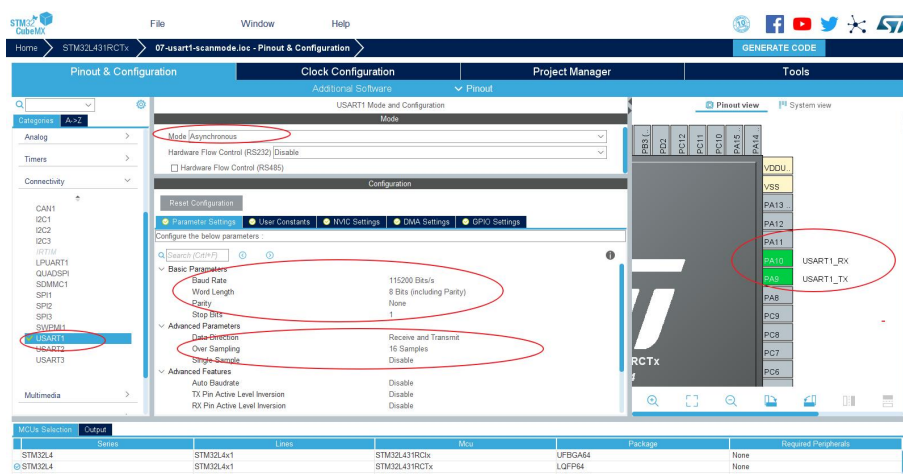 STM32
CubeMX
File Window Help
10
Home STM32L431RCTx 07-usart1-scanmode.ioc - Pinout & Configuration GENERATE CODE
Pinout & Configuration Clock Configuration Project Manager Tools
Additional Software Pinout
Categories A->Z
Analog
Timers
Connectivity
CAN1
I2C1
I2C2
I2C3
IRTIM
LPUART1
QUADSPI
SDMMC1
SPI1
SPI2
SPI3
SWPMI1
USART1
USART2
USART3
Multimedia
USART1 Mode and Configuration
Mode
Mode Asynchronous
Hardware Flow Control (RS232) Disable
Hardware Flow Control (RS485)
Configuration
Reset Configuration
Parameter Settings User Constants NVIC Settings DMA Settings GPIO Settings
Configure the below parameters :
Search (Crtl+F)
Basic Parameters
Baud Rate 115200 Bits/s
Word Length 8 Bits (including Parity)
Parity None
Stop Bits 1
Advanced Parameters
Data Direction Receive and Transmit
Over Sampling 16 Samples
Single Sample Disable
Advanced Features
Auto Baudrate Disable
TX Pin Active Level Inversion Disable
RX Pin Active Level Inversion Disable
Pinout view System view
PB3 (..
PD2
PC12
PC11
PC10
PA15..
PA14..
VDDU..
VSS
PA13 ..
PA12
PA11
PA10 USART1_RX
PA9 USART1_TX
PA8
PC9
PC8
PC7
PC6
RCTx
MCUs Selection Output
Series Lines Mcu Package Required Peripherals
STM32L4 STM32L4x1 STM32L431RCIx UFBGA64 None
STM32L4 STM32L4x1 STM32L431RCTx LQFP64 None